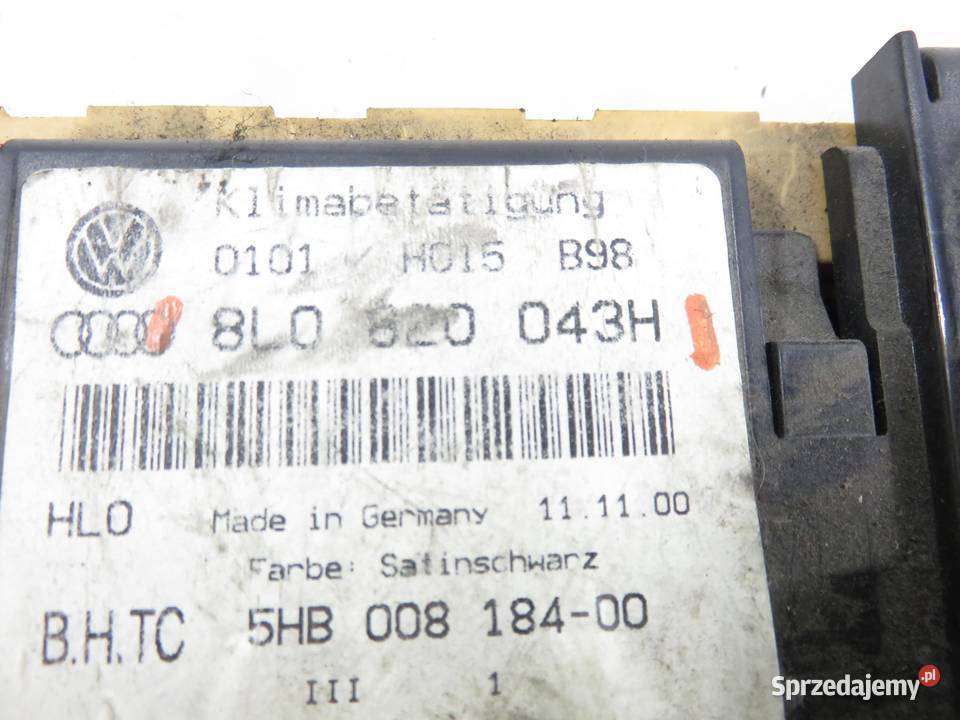 Klimabetätigung
0101 H015 B98
8L0 820 043H
HLO Made in Germany 11.11.00
Farbe: Satinschwarz
B.H.TC 5HB 008 184-00
III 1
Sprzedajemy.pl